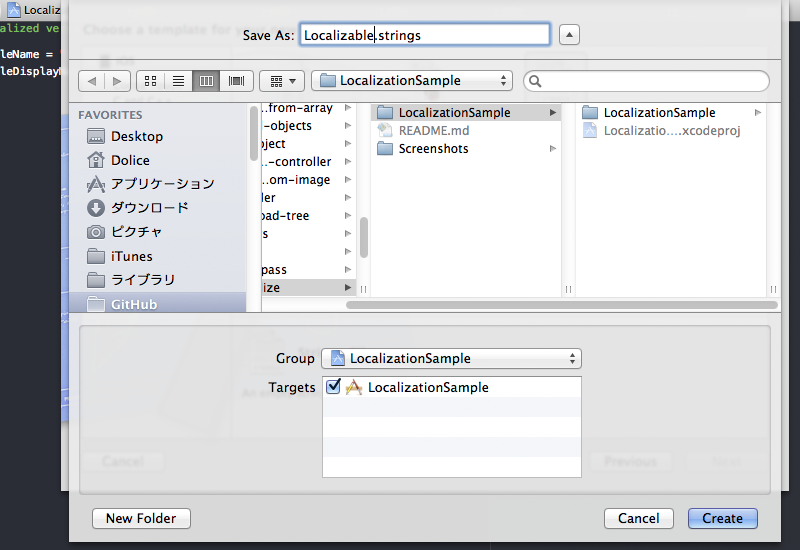 Localiz
alized ve
Choose a template for your
leName =
leDisplay
Save As: Localizable.strings
LocalizationSample
FAVORITES
Desktop
Dolice
アプリケーション
ダウンロード
ピクチャ
iTunes
ライブラリ
GitHub
...from-array
-objects
oject
...-controller
...om-image
ler
oad-tree
s
pass
ize
LocalizationSample
README.md
Screenshots
LocalizationSample
Localizatio....xcodeproj
Group LocalizationSample
Targets LocalizationSample
Cancel Previous
New Folder Cancel Create